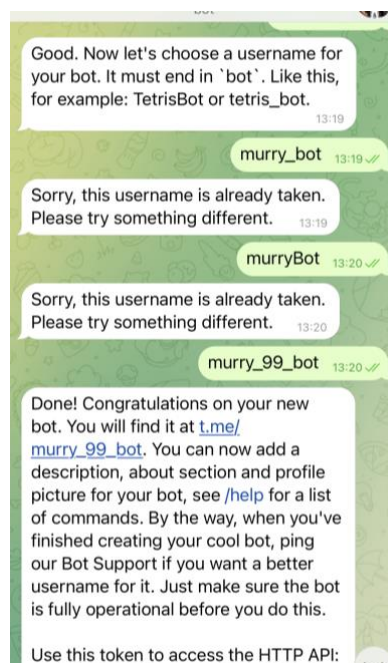 bot
Good. Now let's choose a username for
your bot. It must end in `bot`. Like this,
for example: TetrisBot or tetris_bot.
13:19
murry_bot 13:19
Sorry, this username is already taken.
Please try something different. 13:19
murryBot 13:20
Sorry, this username is already taken.
Please try something different. 13:20
murry_99_bot 13:20
Done! Congratulations on your new
bot. You will find it at t.me/
murry_99_bot. You can now add a
description, about section and profile
picture for your bot, see /help for a list
of commands. By the way, when you've
finished creating your cool bot, ping
our Bot Support if you want a better
username for it. Just make sure the bot
is fully operational before you do this.
Use this token to access the HTTP API: